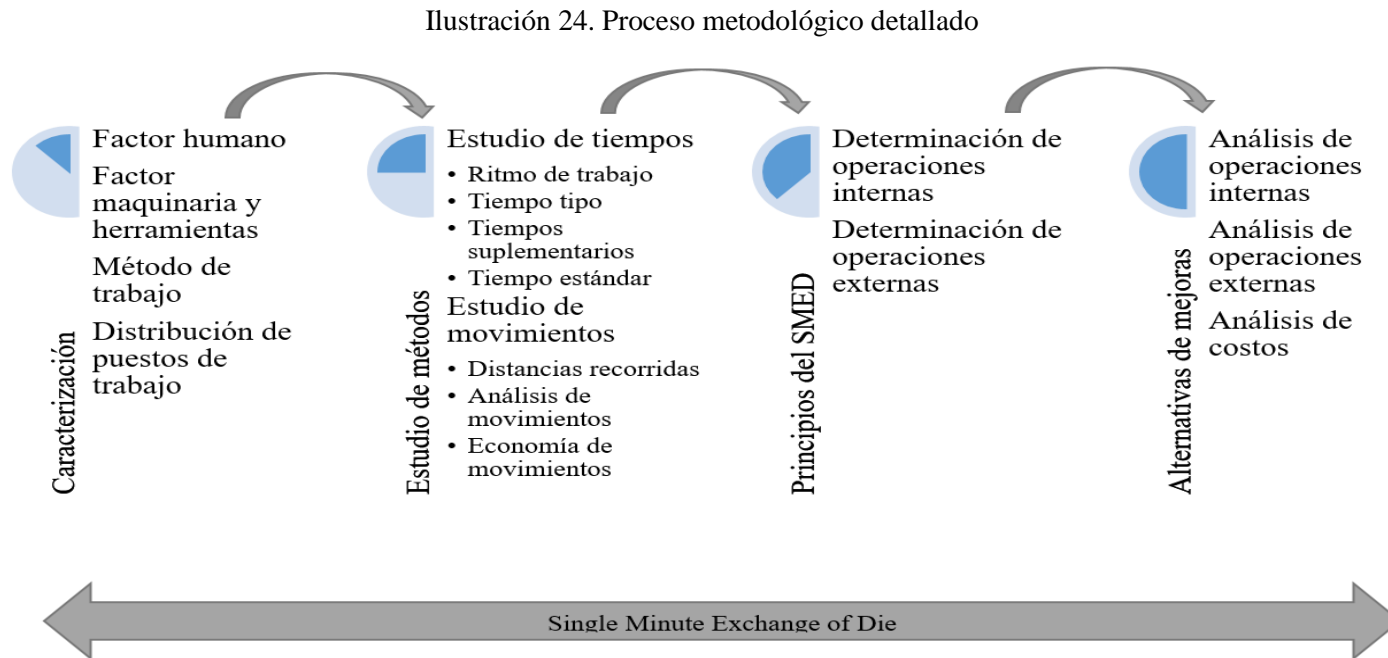 Ilustración 24. Proceso metodológico detallado
Caracterización
Factor humano
Factor
maquinaria y
herramientas
Método de
trabajo
Distribución de
puestos de
trabajo
Estudio de métodos
Estudio de tiempos
• Ritmo de trabajo
• Tiempo tipo
• Tiempos
suplementarios
• Tiempo estándar
Estudio de
movimientos
• Distancias recorridas
• Análisis de
movimientos
• Economía de
movimientos
Principios del SMED
Determinación de
operaciones
internas
Determinación de
operaciones
externas
Alternativas de mejoras
Análisis de
operaciones
internas
Análisis de
operaciones
externas
Análisis de
costos
Single Minute Exchange of Die